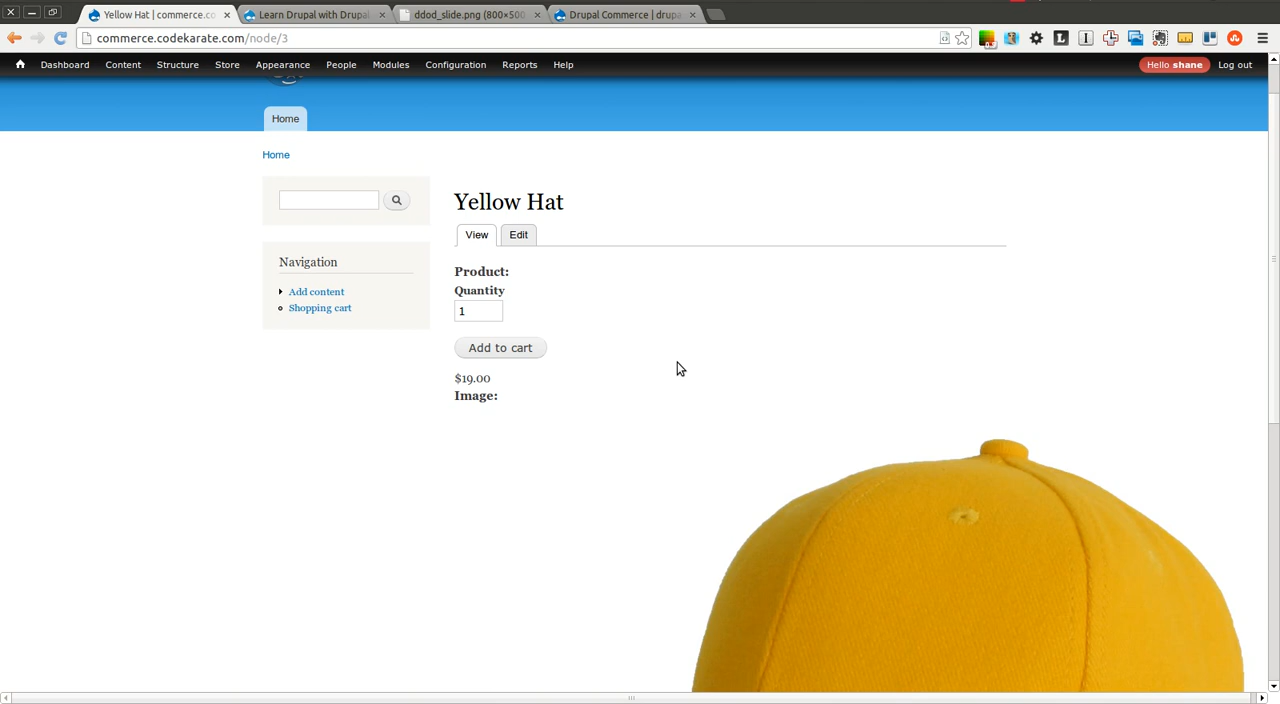 Yellow Hat | commerce.co
Learn Drupal with Drupal
ddod_slide.png (800×500
Drupal Commerce | drupa
commerce.codekarate.com/node/3
Dashboard Content Structure Store Appearance People Modules Configuration Reports Help
Hello shane Log out
Home
Home
Yellow Hat
View Edit
Navigation
Add content
Shopping cart
Product:
Quantity
1
Add to cart
$19.00
Image: